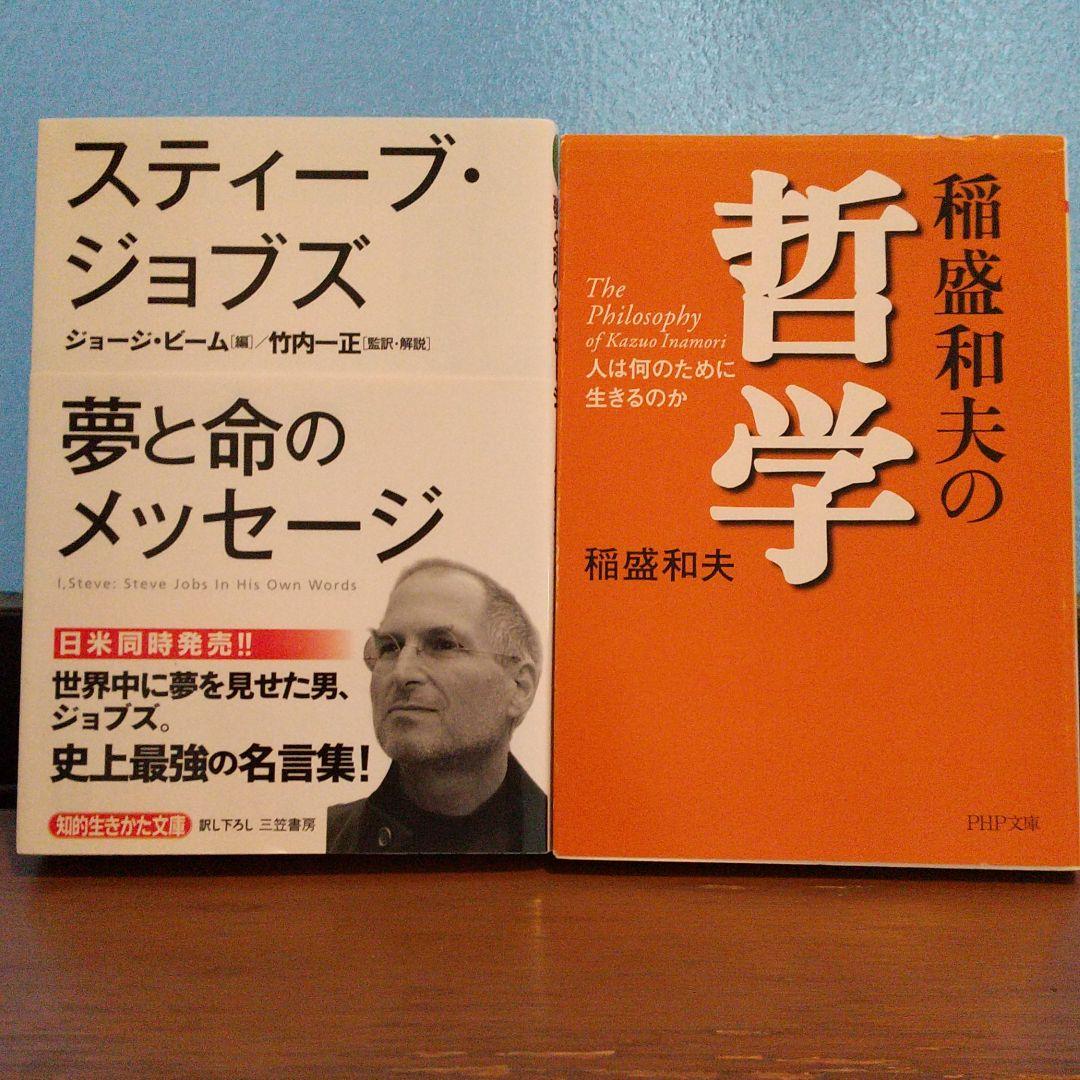 スティーブ・
ジョブズ
ジョージ・ビーム[編]/竹内一正[監訳・解説]
夢と命の
メッセージ
I,Steve: Steve Jobs In His Own Words
日米同時発売!!
世界中に夢を見せた男、
ジョブズ。
史上最強の名言集!
知的生きかた文庫 訳し下ろし 三笠書房
稲盛和夫の
哲学
The
Philosophy
of Kazuo Inamori
人は何のために
生きるのか
稲盛和夫
PHP文庫